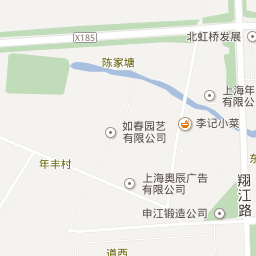 北虹桥发展
X185
陈家塘
上海年
有限公
李记小菜
如春园艺
有限公司
年丰村
东
上海奥辰广告
有限公司
翔江路
申江锻造公司
道西